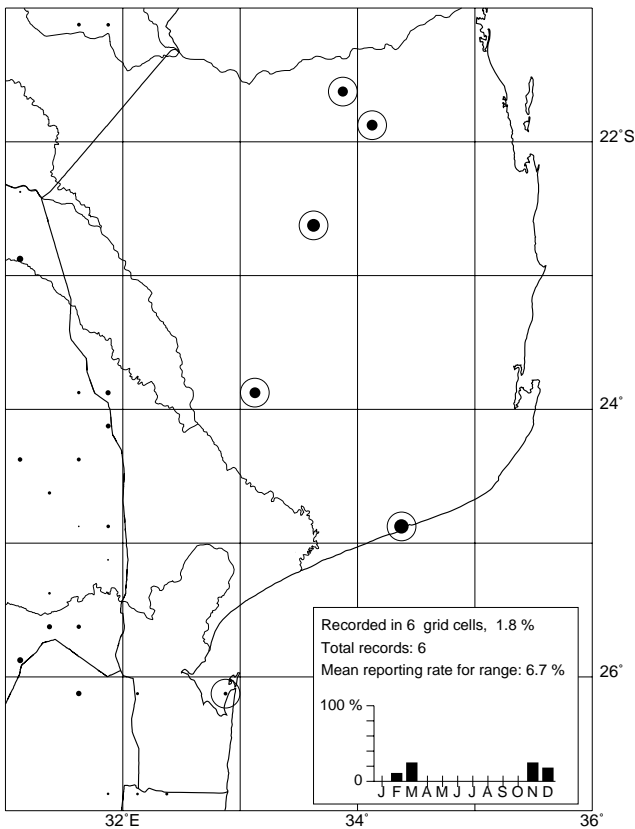 22°S
24°
Recorded in 6 grid cells, 1.8 %
Total records: 6
Mean reporting rate for range: 6.7 %
26°
100 %
0
J F M A M J J A S O N D
32°E
34°
36°